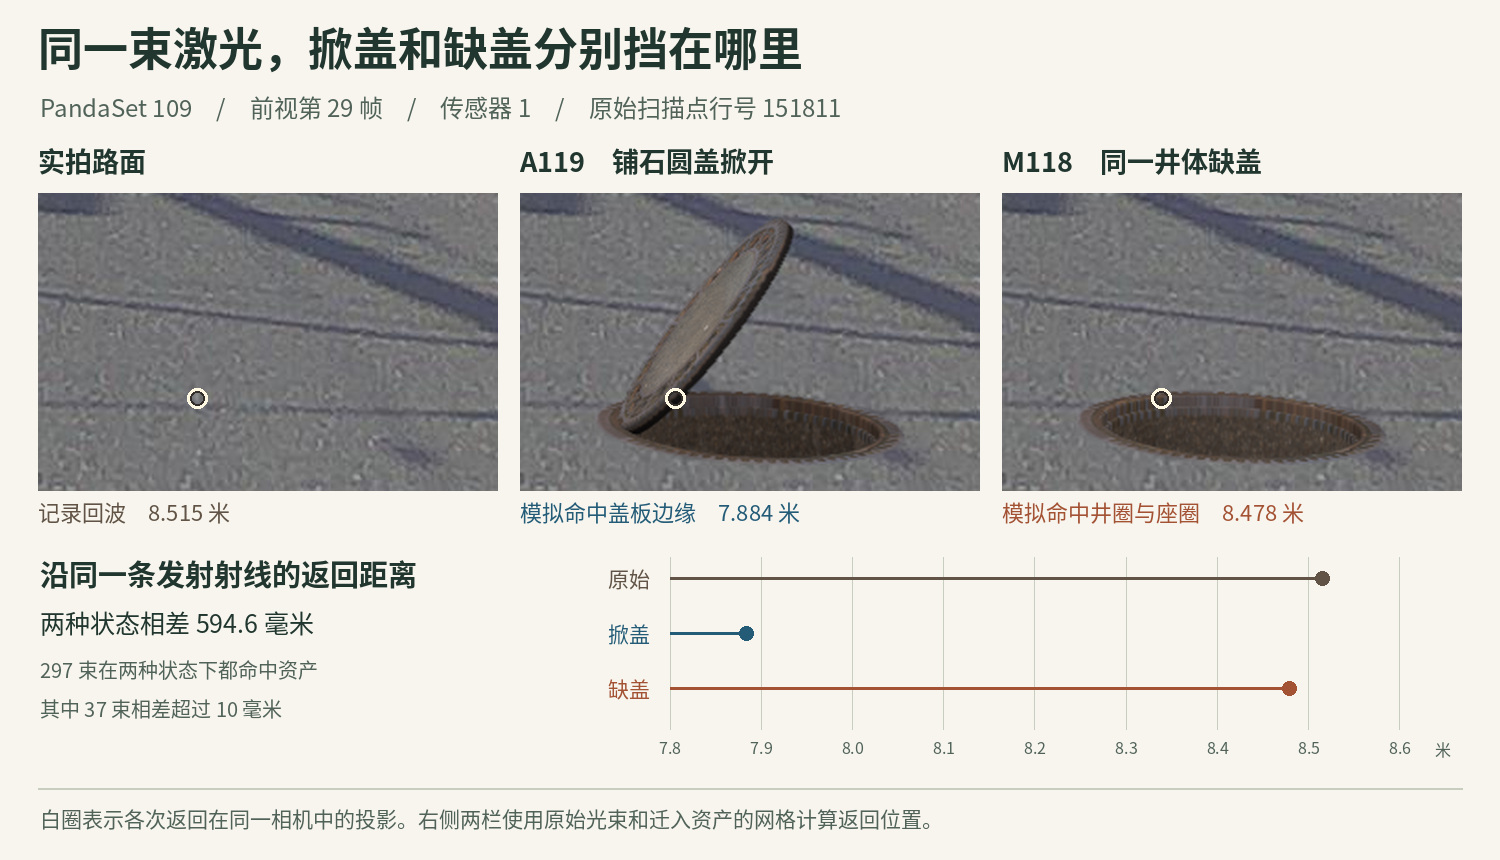 同一束激光，掀盖和缺盖分别挡在哪里
PandaSet 109 / 前视第 29 帧 / 传感器 1 / 原始扫描点行号 151811
实拍路面
A119 铺石圆盖掀开
M118 同一井体缺盖
记录回波 8.515 米
模拟命中盖板边缘 7.884 米
模拟命中井圈与座圈 8.478 米
沿同一条发射射线的返回距离
两种状态相差 594.6 毫米
297 束在两种状态下都命中资产
其中 37 束相差超过 10 毫米
原始
掀盖
缺盖
7.8 7.9 8.0 8.1 8.2 8.3 8.4 8.5 8.6 米
白圈表示各次返回在同一相机中的投影。右侧两栏使用原始光束和迁入资产的网格计算返回位置。